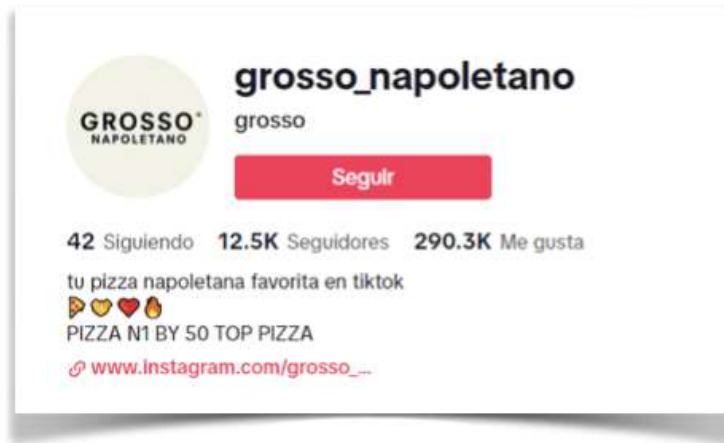 GROSSO®
NAPOLETANO
grosso_napoletano
grosso
Seguir
42 Siguiendo 12.5K Seguidores 290.3K Me gusta
tu pizza napoletana favorita en tiktok
🍕🤝❤️🔥
PIZZA N1 BY 50 TOP PIZZA
www.instagram.com/grosso_...